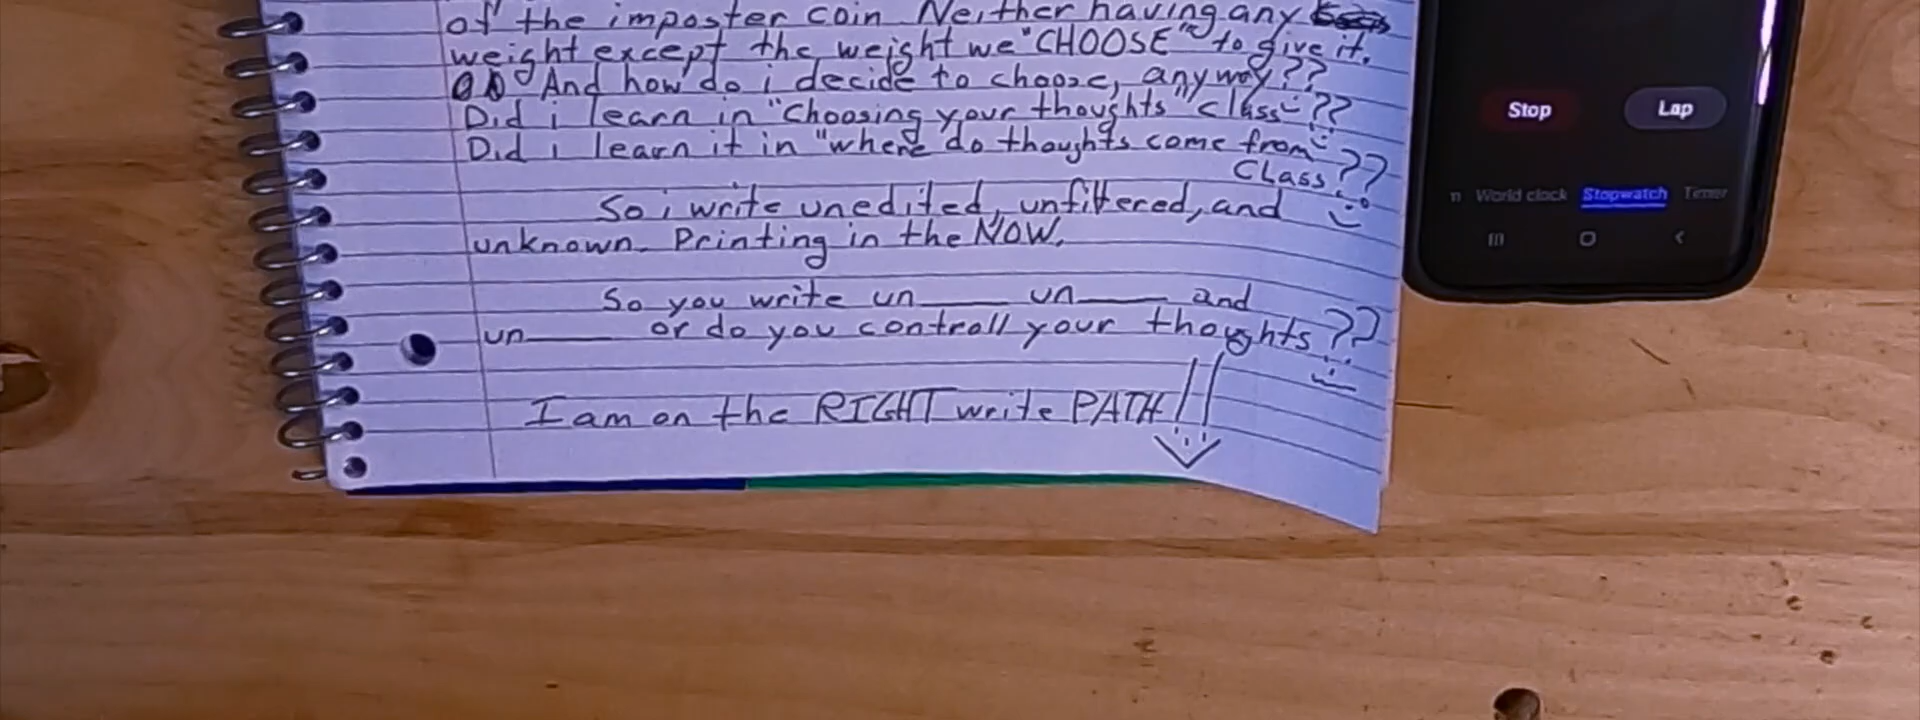 of the imposter coin. Neither having any
weight except the weight we "CHOOSE" to give it.
And how do i decide to choose, anyway??
Did i learn in "Choosing your thoughts" class??
Did i learn it in "where do thoughts come from"
Class??
So i write unedited, unfiltered, and
unknown. Printing in the NOW.
So you write un____ un____ and
un____ or do you controll your thoughts??
I am on the RIGHT write PATH!!
Stop
Lap
World clock Stopwatch Timer